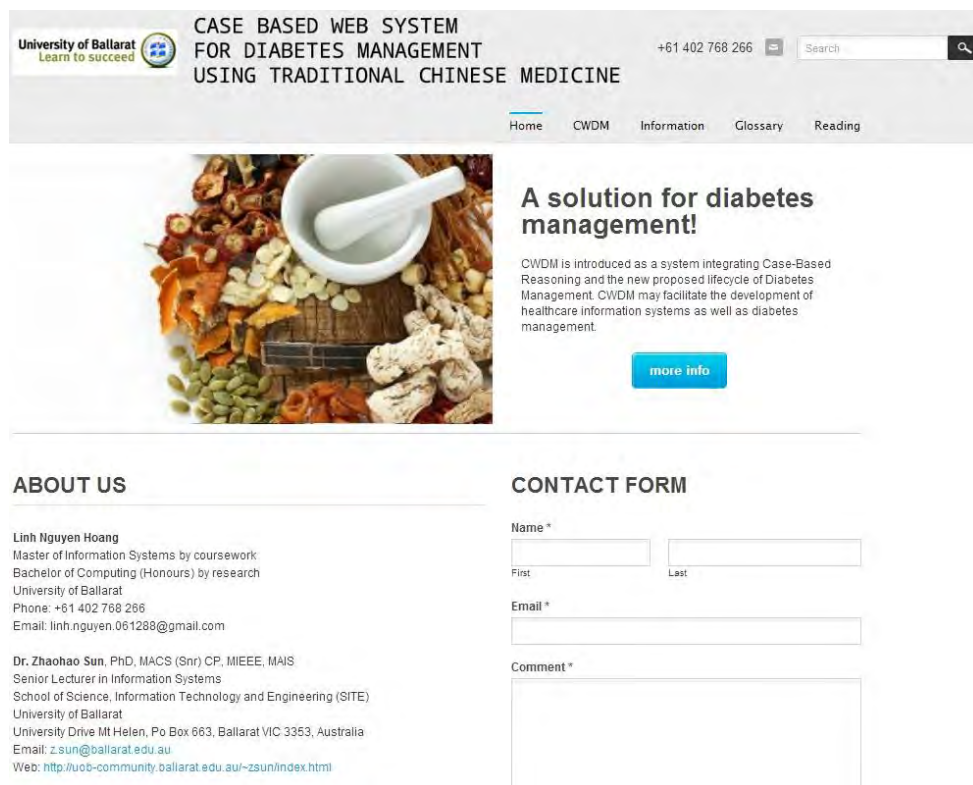 University of Ballarat
Learn to succeed
CASE BASED WEB SYSTEM
FOR DIABETES MANAGEMENT
USING TRADITIONAL CHINESE MEDICINE
+61 402 768 266
Search
Home
CWDM
Information
Glossary
Reading
A solution for diabetes
management!
CWDM is introduced as a system integrating Case-Based
Reasoning and the new proposed lifecycle of Diabetes
Management. CWDM may facilitate the development of
healthcare information systems as well as diabetes
management.
more info
ABOUT US
Linh Nguyen Hoang
Master of Information Systems by coursework
Bachelor of Computing (Honours) by research
University of Ballarat
Phone: +61 402 768 266
Email: linh.nguyen.061288@gmail.com
Dr. Zhaohao Sun, PhD, MACS (Snr) CP, MIEEE, MAIS
Senior Lecturer in Information Systems
School of Science, Information Technology and Engineering (SITE)
University of Ballarat
University Drive Mt Helen, Po Box 663, Ballarat VIC 3353, Australia
Email: z.sun@ballarat.edu.au
Web: http://uob-community.ballarat.edu.au/~zsun/index.html
CONTACT FORM
Name *
First
Last
Email *
Comment *